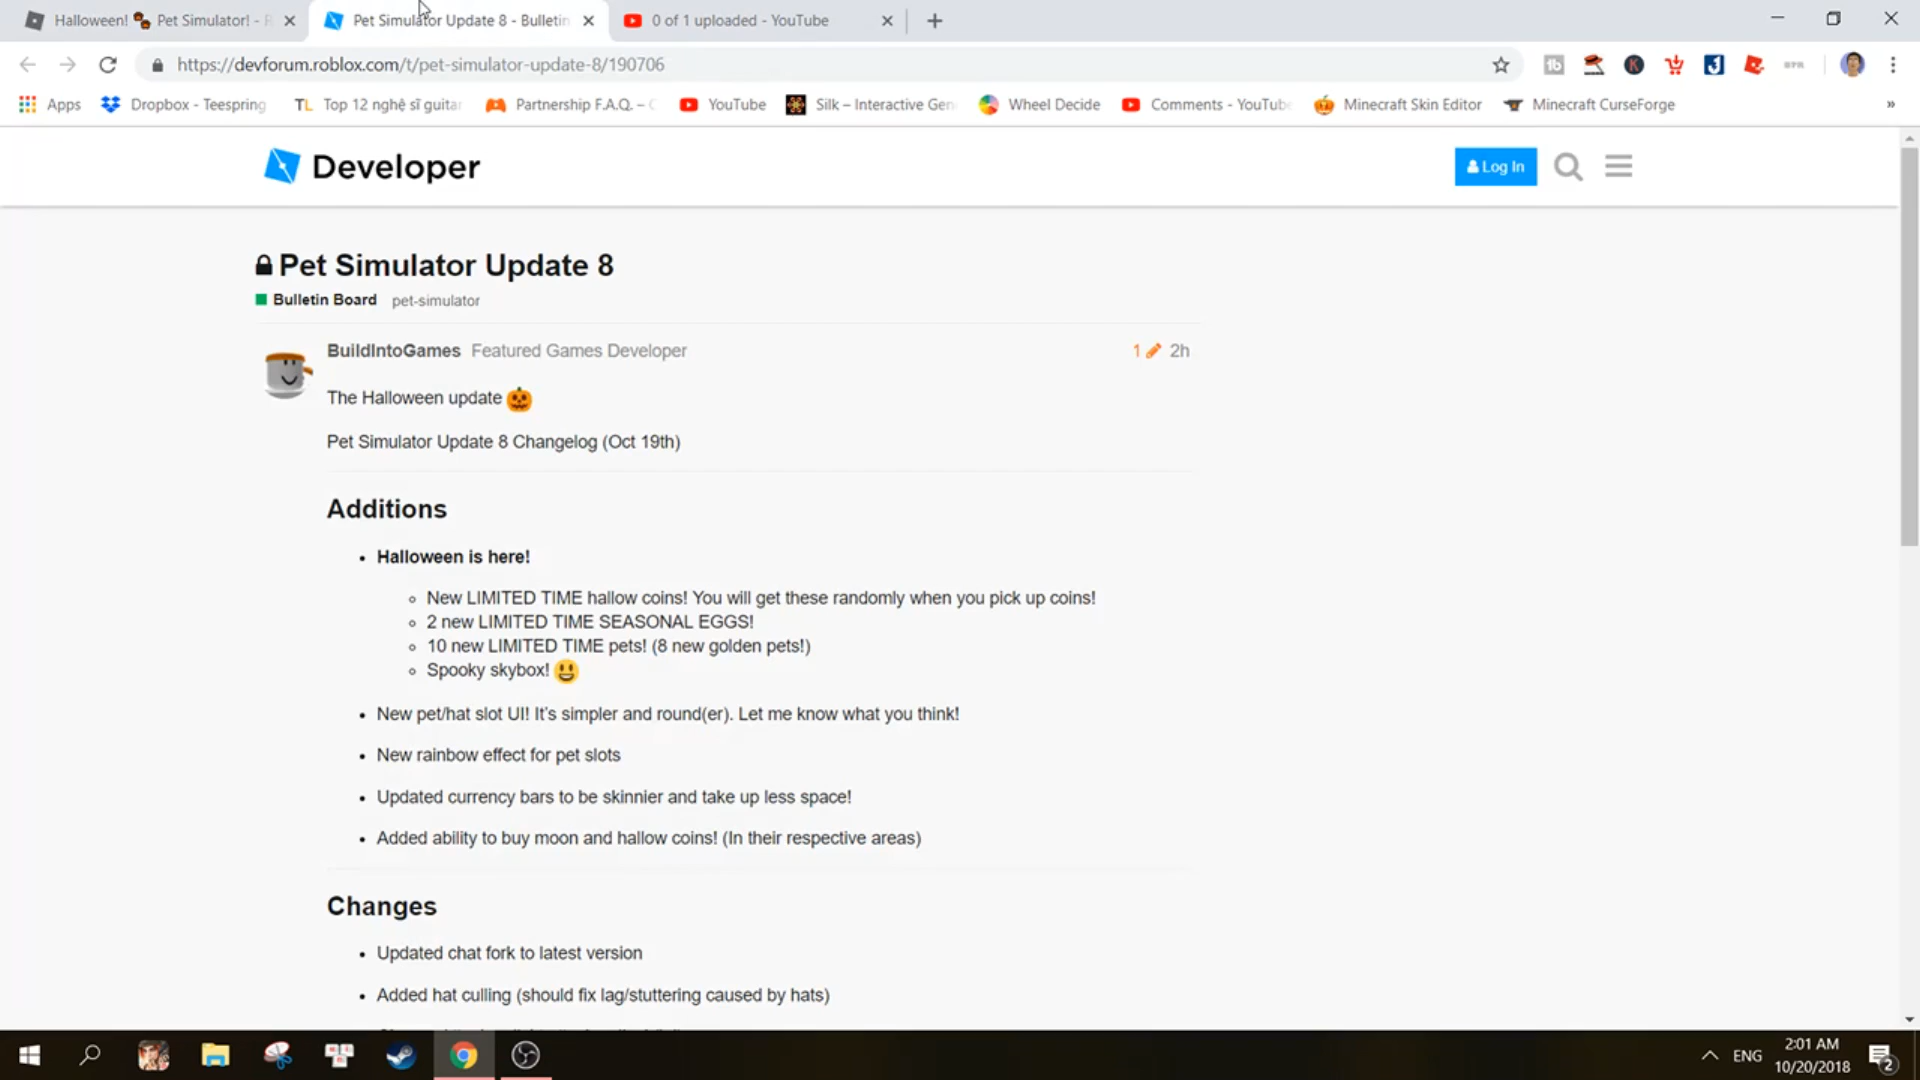 Halloween! Pet Simulator! - R
Pet Simulator Update 8 - Bulletin
0 of 1 uploaded - YouTube
https://devforum.roblox.com/t/pet-simulator-update-8/190706
Apps
Dropbox - Teespring
TL Top 12 nghệ sĩ guitar
Partnership F.A.Q. –
YouTube
Silk – Interactive Gen
Wheel Decide
Comments - YouTube
Minecraft Skin Editor
Minecraft CurseForge
»
Developer
Log In
Pet Simulator Update 8
Bulletin Board pet-simulator
BuildIntoGames Featured Games Developer
1 2h
The Halloween update
Pet Simulator Update 8 Changelog (Oct 19th)
Additions
• Halloween is here!
◦ New LIMITED TIME hallow coins! You will get these randomly when you pick up coins!
◦ 2 new LIMITED TIME SEASONAL EGGS!
◦ 10 new LIMITED TIME pets! (8 new golden pets!)
◦ Spooky skybox!
• New pet/hat slot UI! It's simpler and round(er). Let me know what you think!
• New rainbow effect for pet slots
• Updated currency bars to be skinnier and take up less space!
• Added ability to buy moon and hallow coins! (In their respective areas)
Changes
• Updated chat fork to latest version
• Added hat culling (should fix lag/stuttering caused by hats)
ENG
2:01 AM
10/20/2018
2